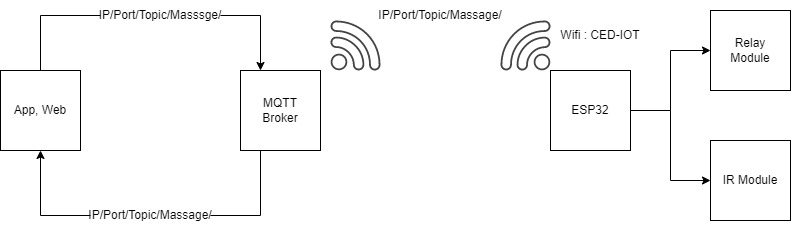 IP/Port/Topic/Masssge/
IP/Port/Topic/Massage/
Wifi : CED-IOT
Relay
Module
App, Web
MQTT
Broker
ESP32
IR Module
IP/Port/Topic/Massage/